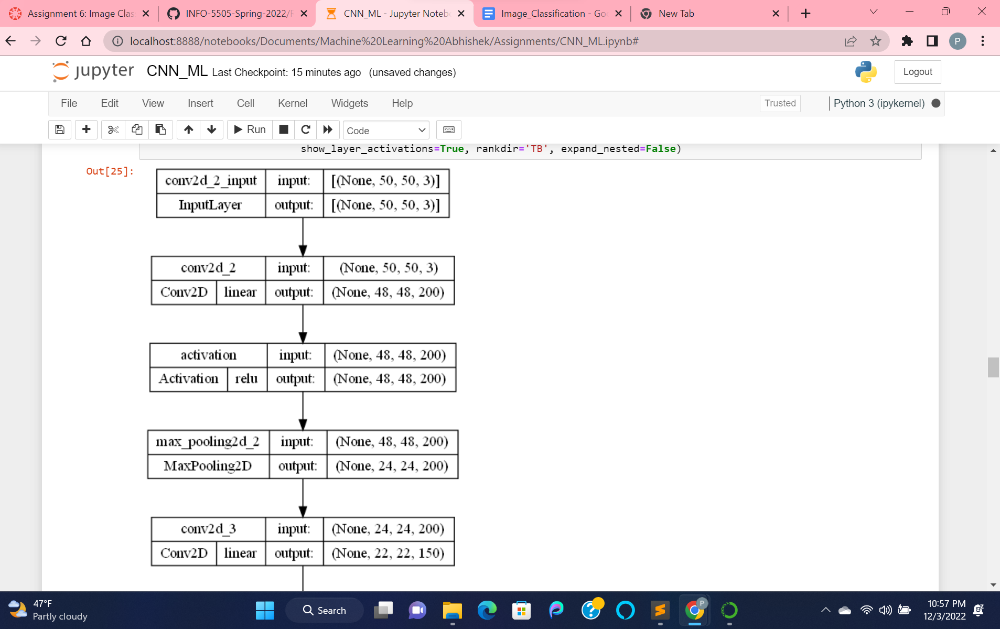 Assignment 6: Image Clas
INFO-5505-Spring-2022/F
CNN_ML - Jupyter Notebo
Image_Classification - Goo
New Tab
localhost:8888/notebooks/Documents/Machine%20Learning%20Abhishek/Assignments/CNN_ML.ipynb#
P
jupyter CNN_ML Last Checkpoint: 15 minutes ago (unsaved changes)
Logout
File Edit View Insert Cell Kernel Widgets Help
Trusted
Python 3 (ipykernel)
Run
Code
show_layer_activations=True, rankdir='TB', expand_nested=False)
Out[25]:
conv2d_2_input input: [(None, 50, 50, 3)]
InputLayer output: [(None, 50, 50, 3)]
conv2d_2 input: (None, 50, 50, 3)
Conv2D linear output: (None, 48, 48, 200)
activation input: (None, 48, 48, 200)
Activation relu output: (None, 48, 48, 200)
max_pooling2d_2 input: (None, 48, 48, 200)
MaxPooling2D output: (None, 24, 24, 200)
conv2d_3 input: (None, 24, 24, 200)
Conv2D linear output: (None, 22, 22, 150)
47°F
Partly cloudy
Search
P
10:57 PM
12/3/2022